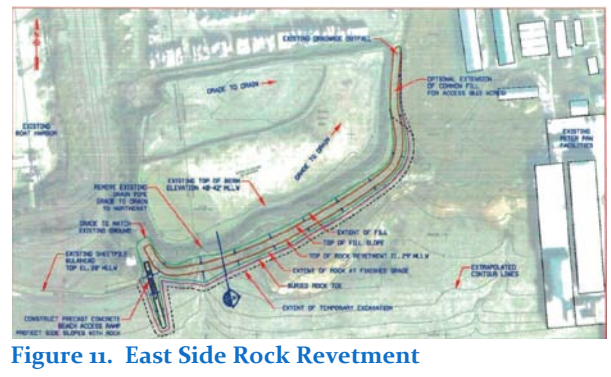 EXISTING DRAINAGE OUTFALL
GRADE TO DRAIN
OPTIONAL EXTENSION
OF COMMON FILL
FOR ACCESS
EXISTING
BOAT HARBOR
EXISTING
PETER PAN
FACILITIES
GRADE TO DRAIN
EXISTING TOP OF BERM
ELEVATION 40-42' MLLW
REMOVE EXISTING
DRAIN PIPE
GRADE TO DRAIN
TO NORTHEAST
GRADE TO MATCH
EXISTING GROUND
EXTENT OF FILL
TOP OF FILL SLOPE
TOP OF ROCK REVETMENT EL. 29' MLLW
EXISTING SHEETPILE
BULKHEAD
TOP EL. 30' MLLW
EXTENT OF ROCK AT FINISHED GRADE
BURIED ROCK TOE
EXTRAPOLATED
CONTOUR LINES
EXTENT OF TEMPORARY EXCAVATION
CONSTRUCT PRECAST CONCRETE
BEACH ACCESS RAMP
PROTECT SIDE SLOPES WITH ROCK
Figure 11. East Side Rock Revetment